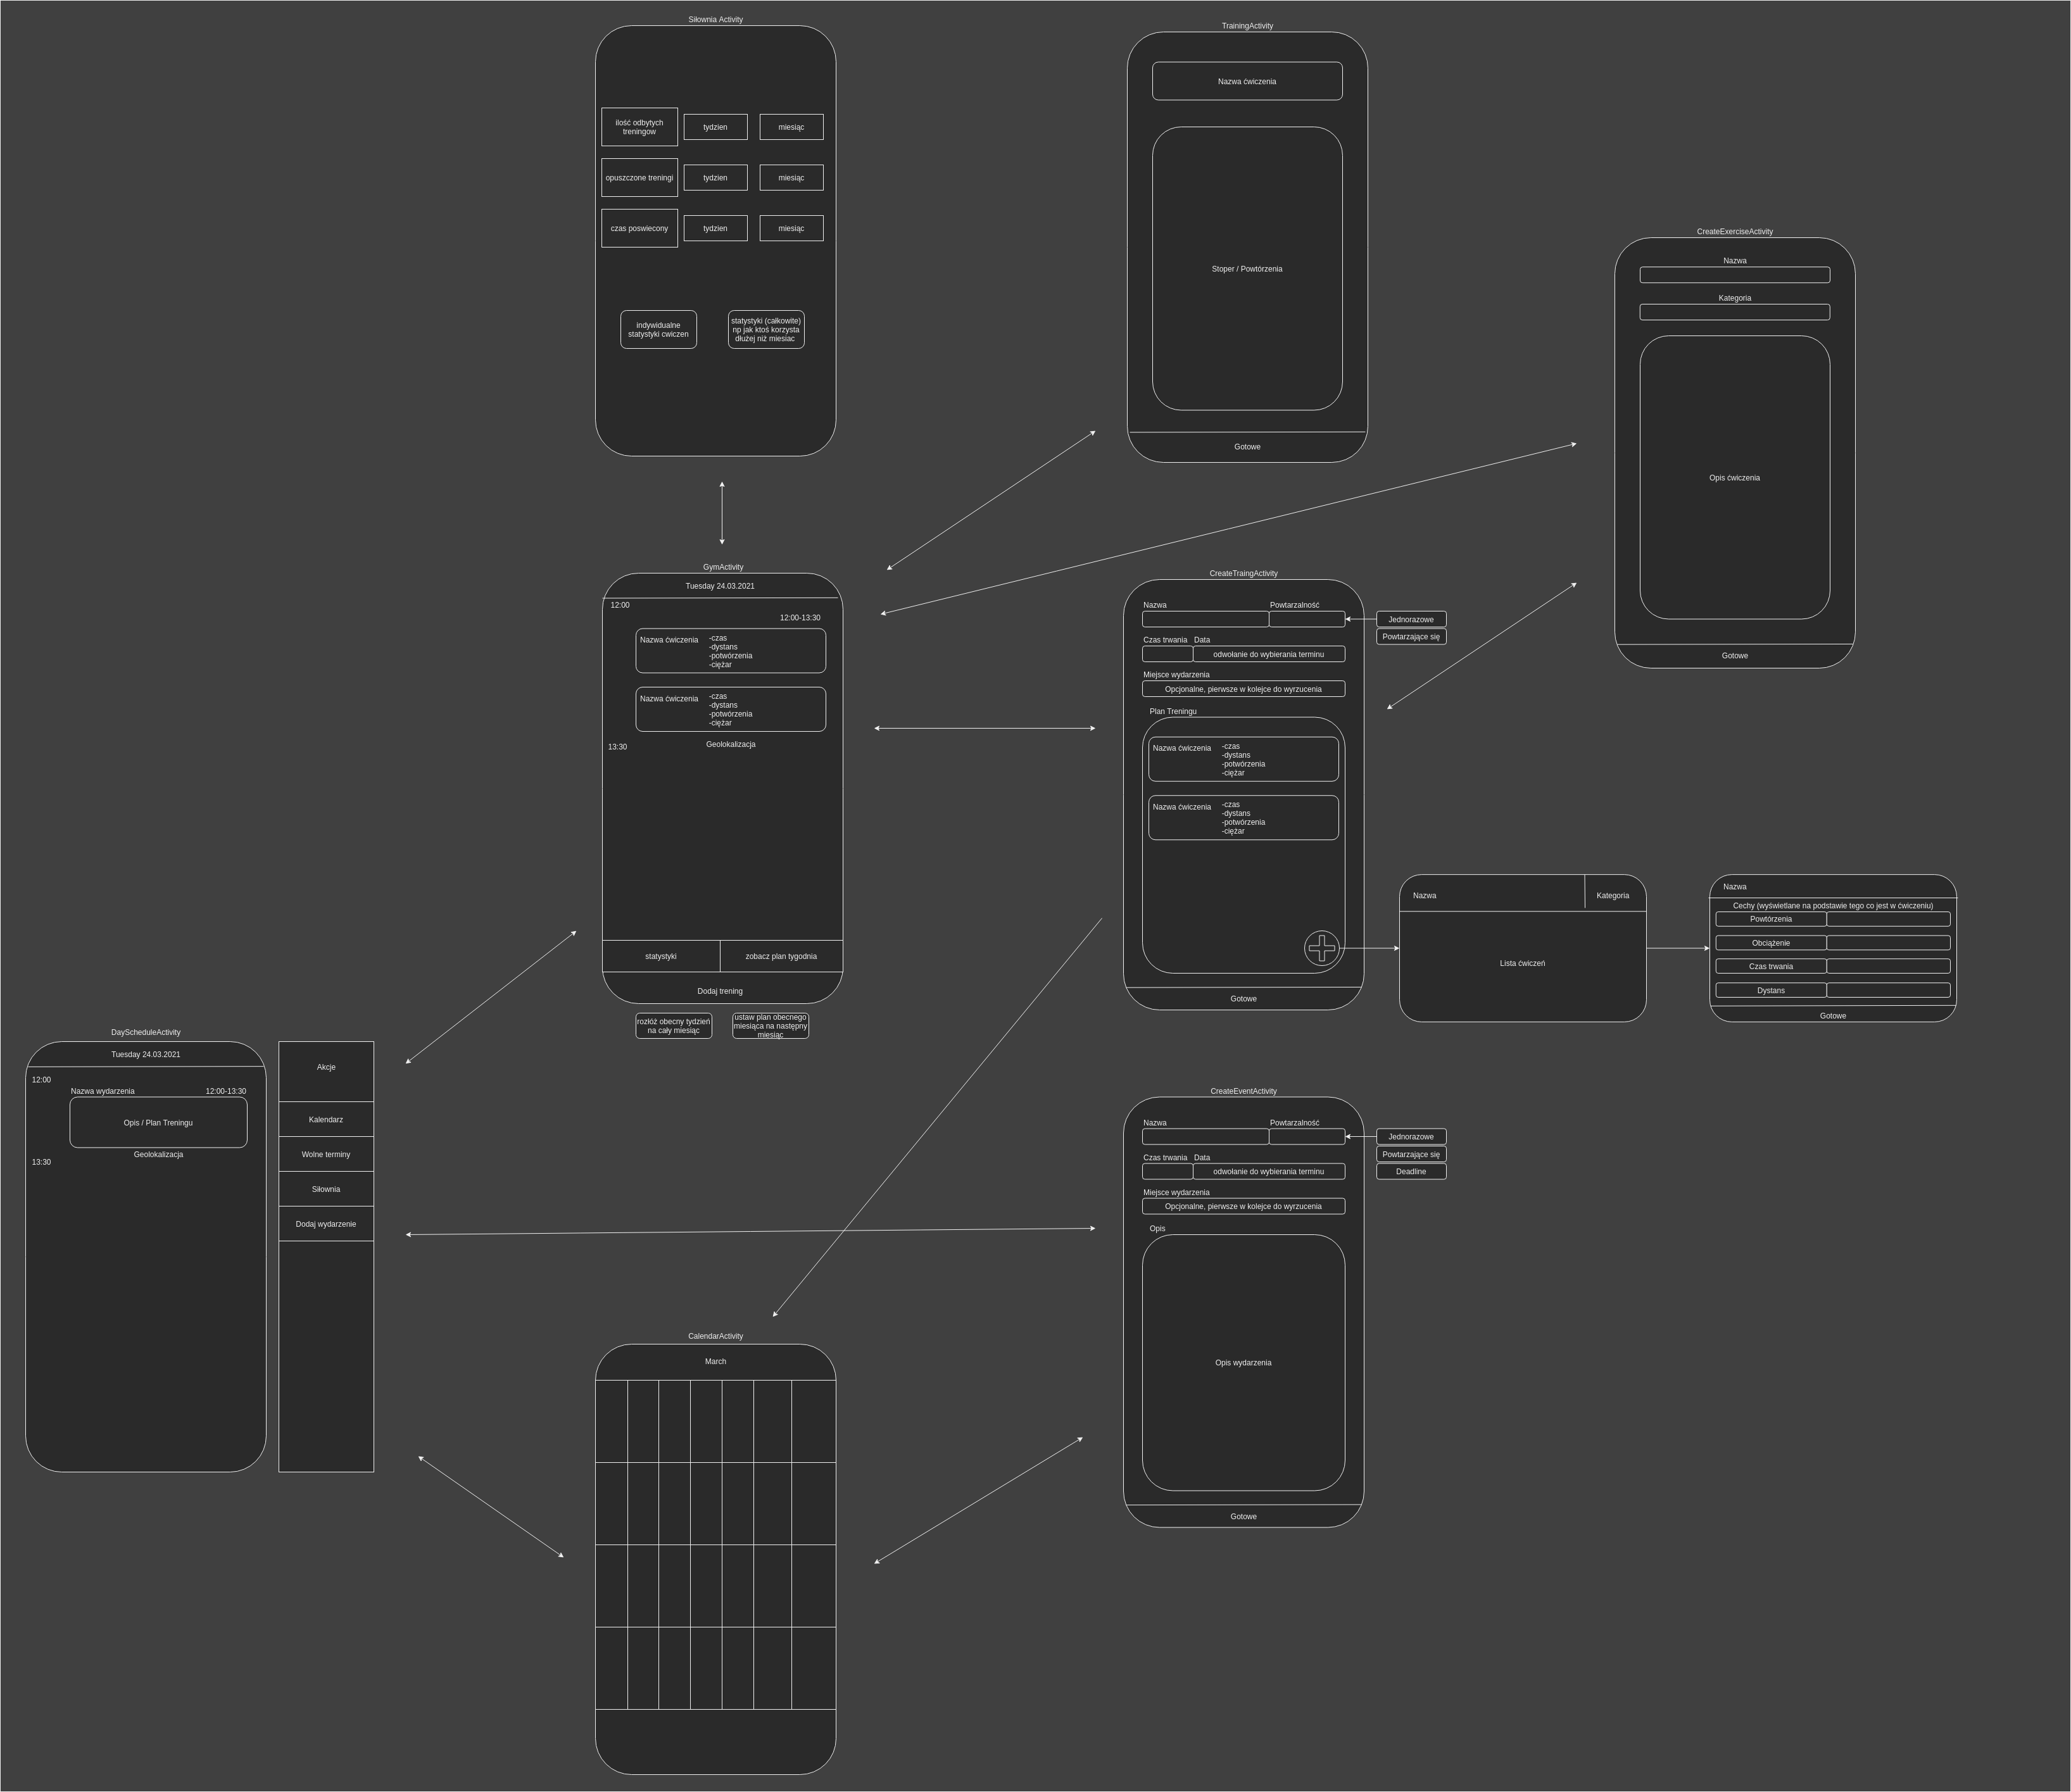 Siłownia Activity
ilość odbytych
treningow
tydzien
miesiąc
opuszczone treningi
tydzien
miesiąc
czas poswiecony
tydzien
miesiąc
indywidualne
statystyki cwiczen
statystyki (całkowite)
np jak ktoś korzysta
dłużej niż miesiac
TrainingActivity
Nazwa ćwiczenia
Stoper / Powtórzenia
Gotowe
CreateExerciseActivity
Nazwa
Kategoria
Opis ćwiczenia
Gotowe
GymActivity
Tuesday 24.03.2021
12:00
12:00-13:30
Nazwa ćwiczenia
-czas
-dystans
-potwórzenia
-ciężar
Nazwa ćwiczenia
-czas
-dystans
-potwórzenia
-ciężar
13:30
Geolokalizacja
statystyki
zobacz plan tygodnia
Dodaj trening
rozłóż obecny tydzień
na cały miesiąc
ustaw plan obecnego
miesiąca na następny
miesiąc
CreateTraingActivity
Nazwa
Powtarzalność
Jednorazowe
Powtarzające się
Czas trwania
Data
odwołanie do wybierania terminu
Miejsce wydarzenia
Opcjonalne, pierwsze w kolejce do wyrzucenia
Plan Treningu
Nazwa ćwiczenia
-czas
-dystans
-potwórzenia
-ciężar
Nazwa ćwiczenia
-czas
-dystans
-potwórzenia
-ciężar
Gotowe
Nazwa
Kategoria
Lista ćwiczeń
Nazwa
Cechy (wyświetlane na podstawie tego co jest w ćwiczeniu)
Powtórzenia
Obciążenie
Czas trwania
Dystans
Gotowe
DayScheduleActivity
Tuesday 24.03.2021
12:00
Nazwa wydarzenia
12:00-13:30
Opis / Plan Treningu
Geolokalizacja
13:30
Akcje
Kalendarz
Wolne terminy
Siłownia
Dodaj wydarzenie
CreateEventActivity
Nazwa
Powtarzalność
Jednorazowe
Powtarzające się
Deadline
Czas trwania
Data
odwołanie do wybierania terminu
Miejsce wydarzenia
Opcjonalne, pierwsze w kolejce do wyrzucenia
Opis
Opis wydarzenia
Gotowe
CalendarActivity
March